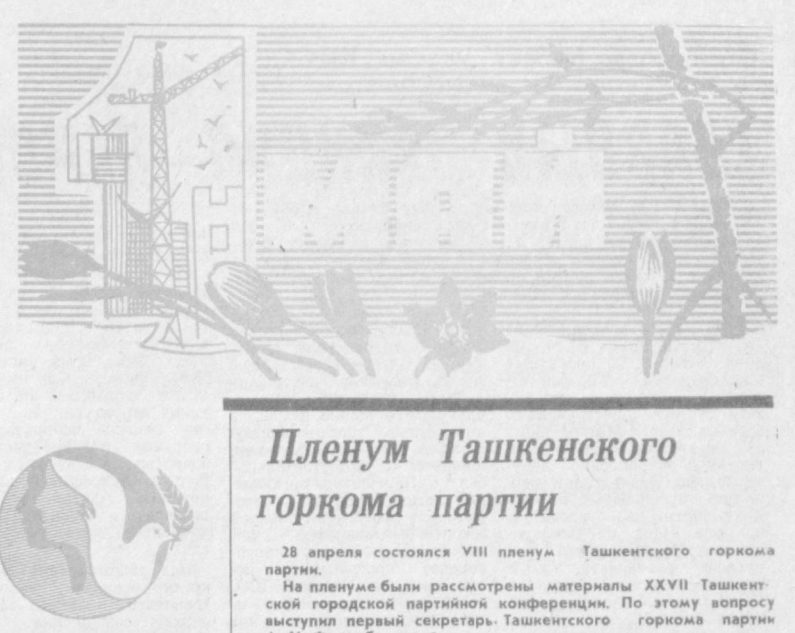 Пленум Ташкенского
горкома партии
28 апреля состоялся VIII пленум Ташкентского горкома
партии.
На пленуме были рассмотрены материалы XXVII Ташкент-
ской городской партийной конференции. По этому вопросу
выступил первый секретарь Ташкентского горкома партии